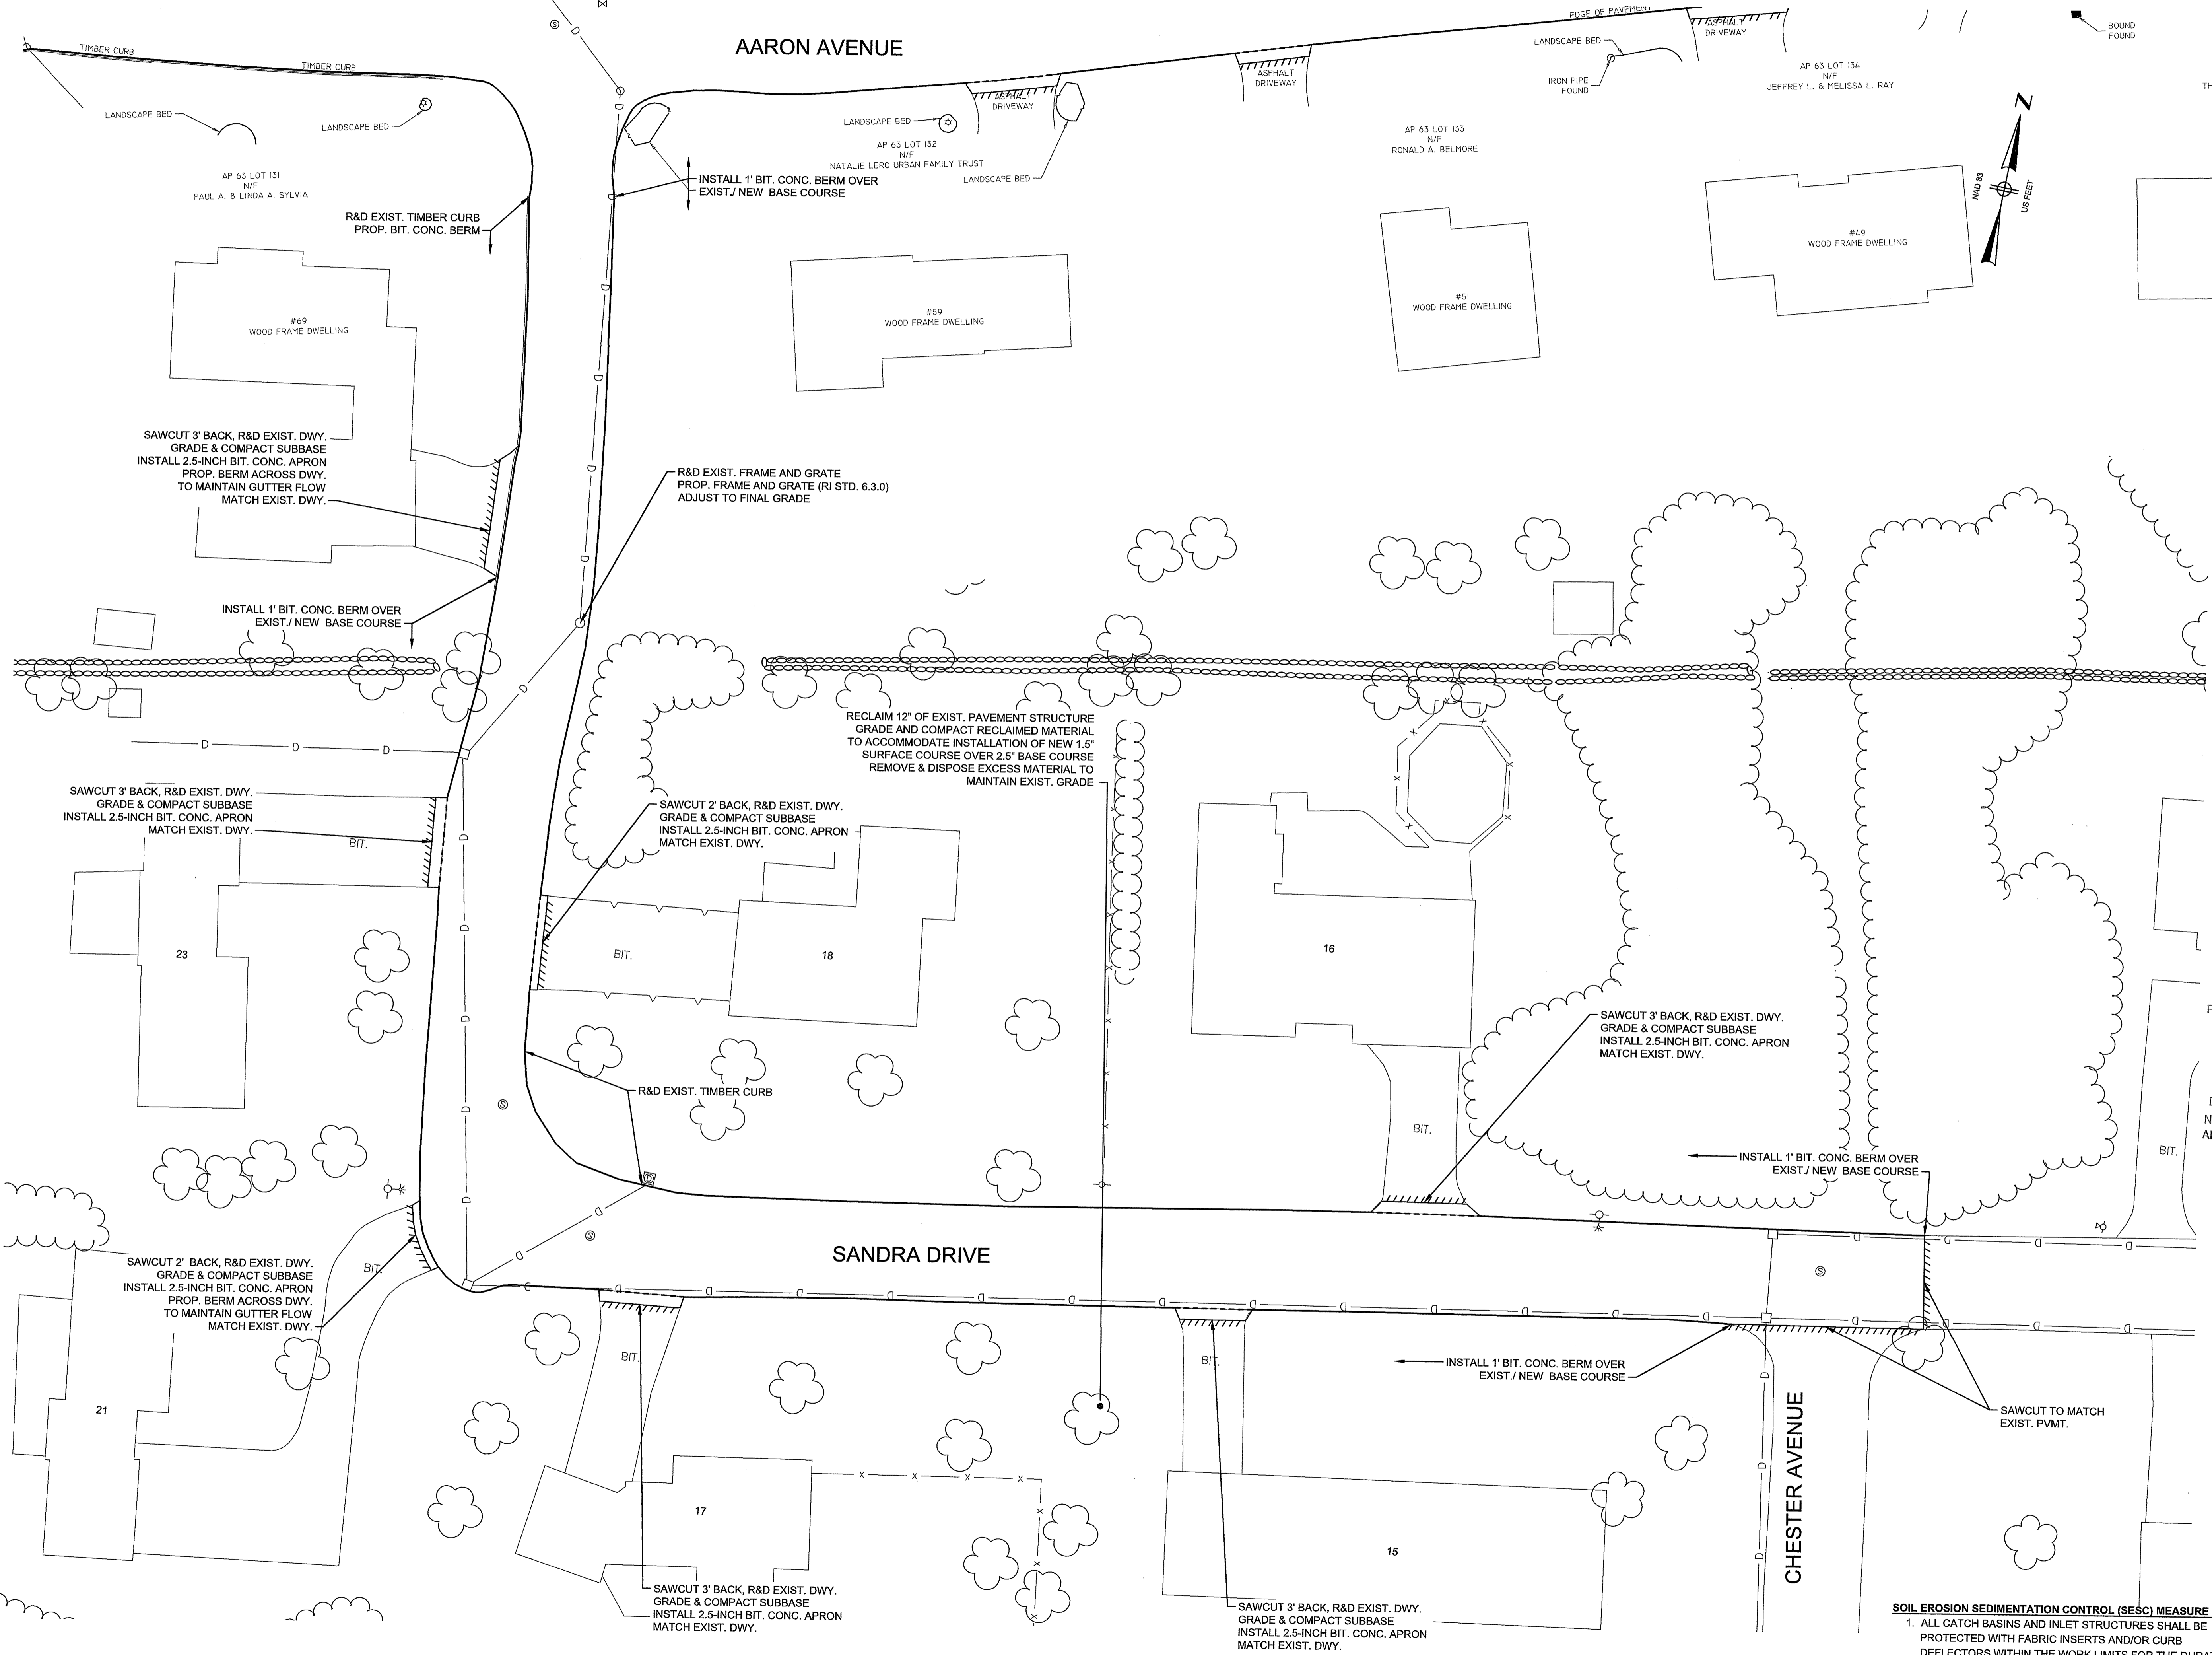 EDGE OF PAVEMENT
AARON AVENUE
TIMBER CURB
TIMBER CURB
LANDSCAPE BED
ASPHALT
DRIVEWAY
BOUND
FOUND
LANDSCAPE BED
LANDSCAPE BED
LANDSCAPE BED
ASPHALT
DRIVEWAY
ASPHALT
DRIVEWAY
IRON PIPE
FOUND
AP 63 LOT 134
N/F
JEFFREY L. & MELISSA L. RAY
TH
AP 63 LOT 131
N/F
PAUL A. & LINDA A. SYLVIA
AP 63 LOT 132
N/F
NATALIE LERO URBAN FAMILY TRUST
LANDSCAPE BED
AP 63 LOT 133
N/F
RONALD A. BELMORE
N
NAD 83
US FEET
INSTALL 1' BIT. CONC. BERM OVER
EXIST./ NEW BASE COURSE
R&D EXIST. TIMBER CURB
PROP. BIT. CONC. BERM
#69
WOOD FRAME DWELLING
#59
WOOD FRAME DWELLING
#51
WOOD FRAME DWELLING
#49
WOOD FRAME DWELLING
SAWCUT 3' BACK, R&D EXIST. DWY.
GRADE & COMPACT SUBBASE
INSTALL 2.5-INCH BIT. CONC. APRON
PROP. BERM ACROSS DWY.
TO MAINTAIN GUTTER FLOW
MATCH EXIST. DWY.
R&D EXIST. FRAME AND GRATE
PROP. FRAME AND GRATE (RI STD. 6.3.0)
ADJUST TO FINAL GRADE
INSTALL 1' BIT. CONC. BERM OVER
EXIST./ NEW BASE COURSE
RECLAIM 12" OF EXIST. PAVEMENT STRUCTURE
GRADE AND COMPACT RECLAIMED MATERIAL
TO ACCOMMODATE INSTALLATION OF NEW 1.5"
SURFACE COURSE OVER 2.5" BASE COURSE
REMOVE & DISPOSE EXCESS MATERIAL TO
MAINTAIN EXIST. GRADE
SAWCUT 3' BACK, R&D EXIST. DWY.
GRADE & COMPACT SUBBASE
INSTALL 2.5-INCH BIT. CONC. APRON
MATCH EXIST. DWY.
BIT.
SAWCUT 2' BACK, R&D EXIST. DWY.
GRADE & COMPACT SUBBASE
INSTALL 2.5-INCH BIT. CONC. APRON
MATCH EXIST. DWY.
23
BIT.
18
16
SAWCUT 3' BACK, R&D EXIST. DWY.
GRADE & COMPACT SUBBASE
INSTALL 2.5-INCH BIT. CONC. APRON
MATCH EXIST. DWY.
R&D EXIST. TIMBER CURB
BIT.
BIT.
INSTALL 1' BIT. CONC. BERM OVER
EXIST./ NEW BASE COURSE
SANDRA DRIVE
SAWCUT 2' BACK, R&D EXIST. DWY.
GRADE & COMPACT SUBBASE
INSTALL 2.5-INCH BIT. CONC. APRON
PROP. BERM ACROSS DWY.
TO MAINTAIN GUTTER FLOW
MATCH EXIST. DWY.
BIT.
BIT.
BIT.
INSTALL 1' BIT. CONC. BERM OVER
EXIST./ NEW BASE COURSE
SAWCUT TO MATCH
EXIST. PVMT.
CHESTER AVENUE
21
17
15
SAWCUT 3' BACK, R&D EXIST. DWY.
GRADE & COMPACT SUBBASE
INSTALL 2.5-INCH BIT. CONC. APRON
MATCH EXIST. DWY.
SAWCUT 3' BACK, R&D EXIST. DWY.
GRADE & COMPACT SUBBASE
INSTALL 2.5-INCH BIT. CONC. APRON
MATCH EXIST. DWY.
SOIL EROSION SEDIMENTATION CONTROL (SESC) MEASURE
1. ALL CATCH BASINS AND INLET STRUCTURES SHALL BE
PROTECTED WITH FABRIC INSERTS AND/OR CURB
DEFLECTORS WITHIN THE WORK LIMITS FOR THE